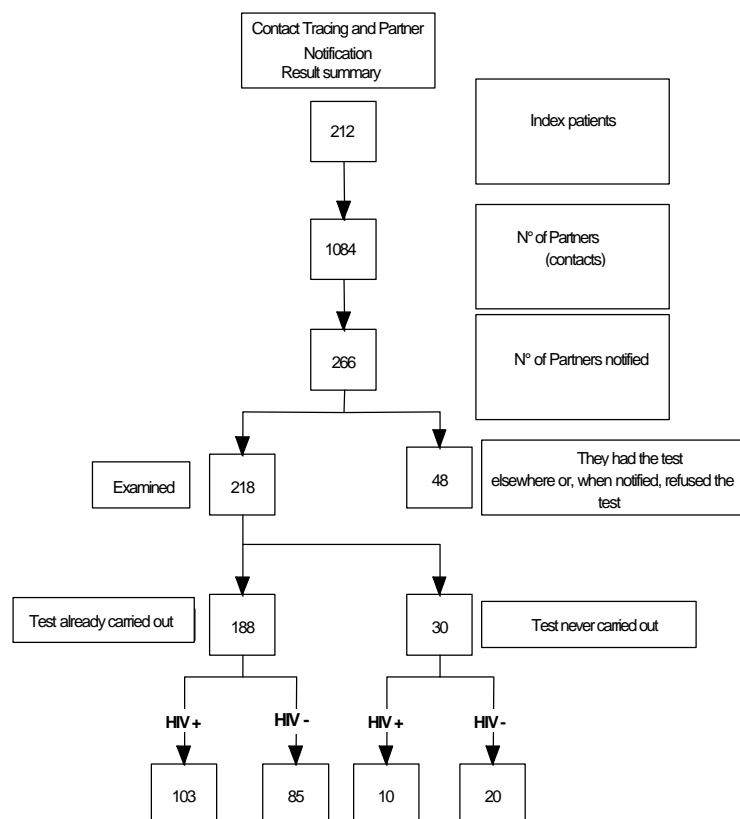 Contact Tracing and Partner
Notification
Result summary
212
Index patients
1084
N° of Partners
(contacts)
266
N° of Partners notified
Examined
218
48
They had the test
elsewhere or, when notified, refused the
test
Test already carried out
188
30
Test never carried out
HIV +
HIV -
HIV +
HIV -
103
85
10
20